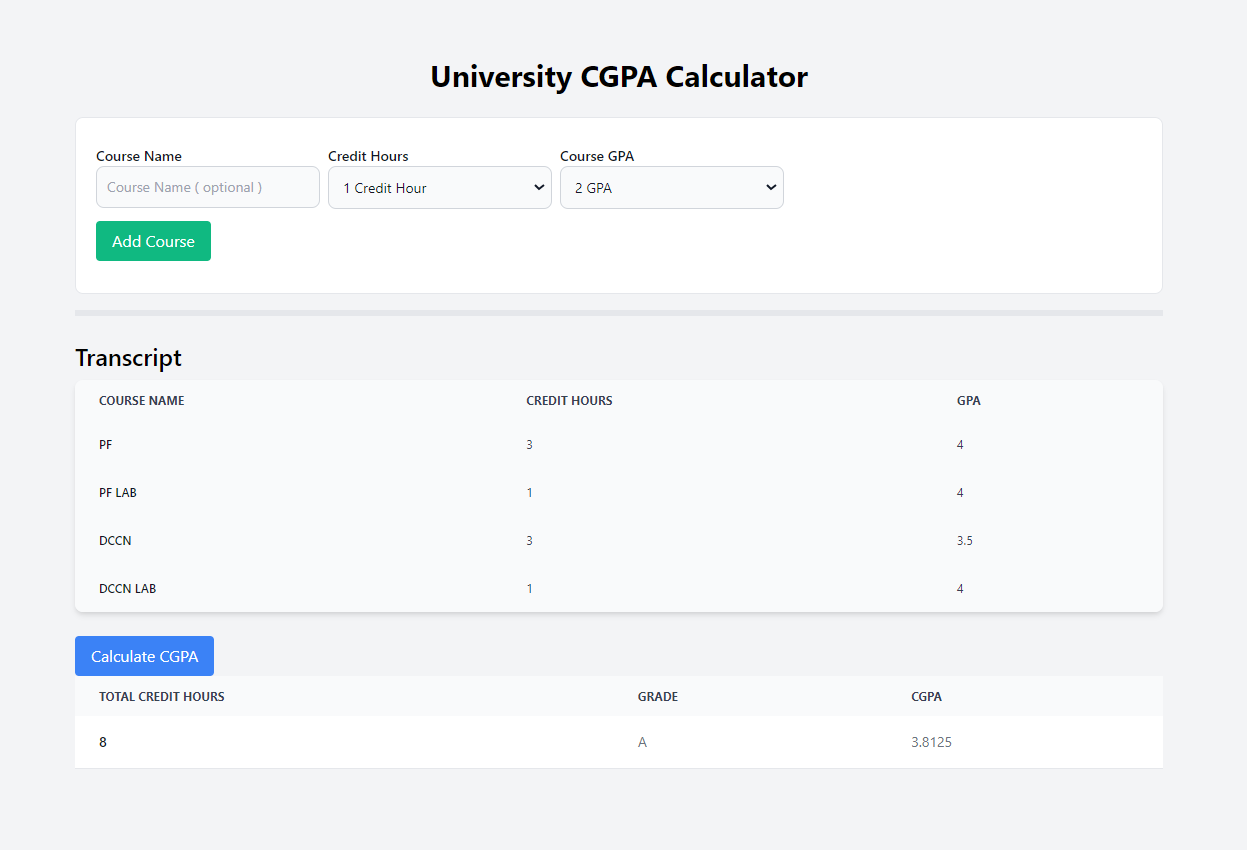 University CGPA Calculator
Course Name Credit Hours Course GPA
Course Name ( optional ) 1 Credit Hour 2 GPA
Add Course
Transcript
COURSE NAME CREDIT HOURS GPA
PF 3 4
PF LAB 1 4
DCCN 3 3.5
DCCN LAB 1 4
Calculate CGPA
TOTAL CREDIT HOURS GRADE CGPA
8 A 3.8125